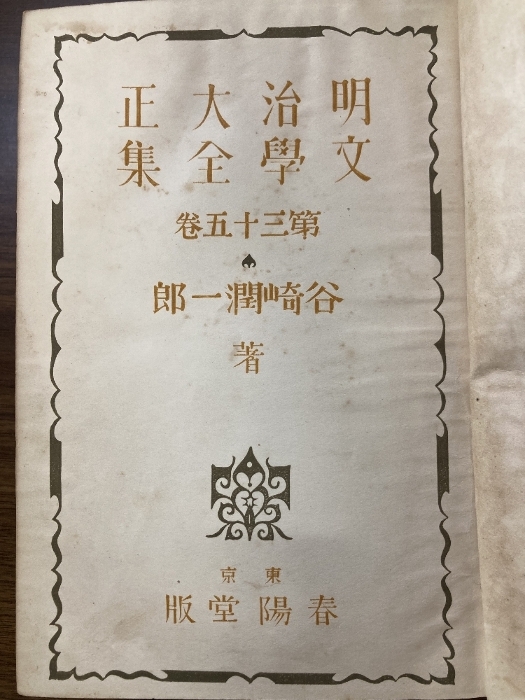 明治大正
文學全集
第三十五卷
谷崎潤一郎
著
東京
春陽堂版